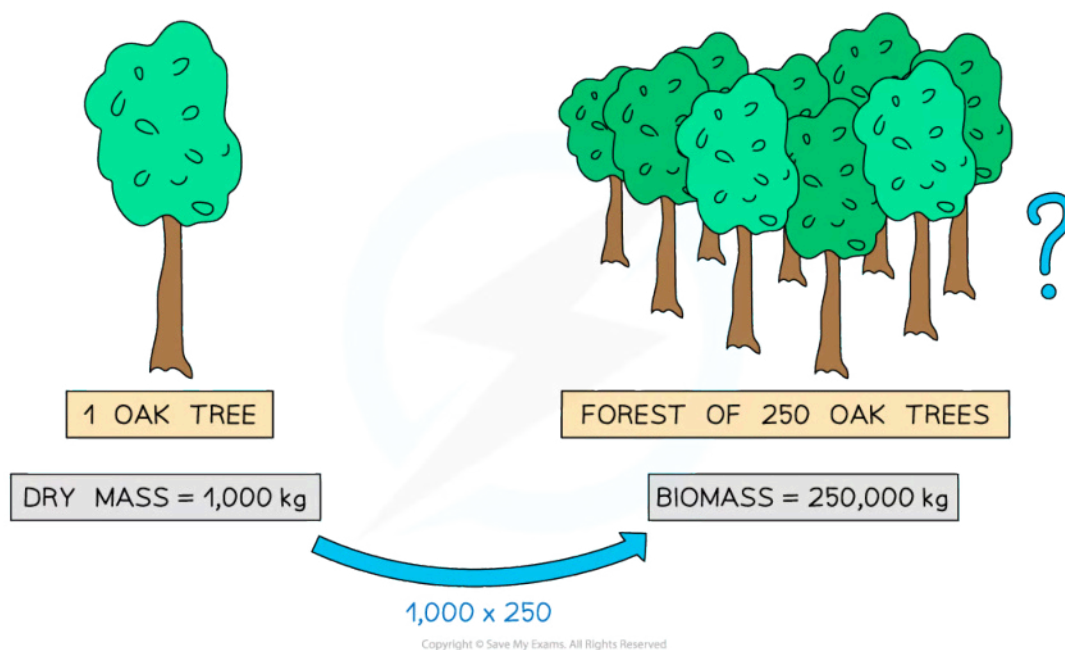 ?
1 OAK TREE
FOREST OF 250 OAK TREES
DRY MASS = 1,000 kg
BIOMASS = 250,000 kg
1,000 x 250
Copyright © Save My Exams. All Rights Reserved